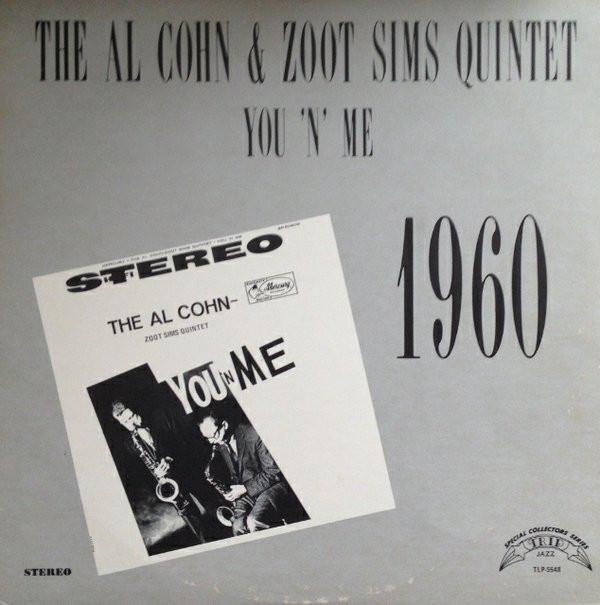 THE AL COHN & ZOOT SIMS QUINTET
YOU 'N' ME
1960
STEREO
THE AL COHN-
Mercury
ZOOT SIMS QUINTET
YOU 'N ME
STEREO
SPECIAL COLLECTORS SERIES
TRIP
JAZZ
TLP-5548